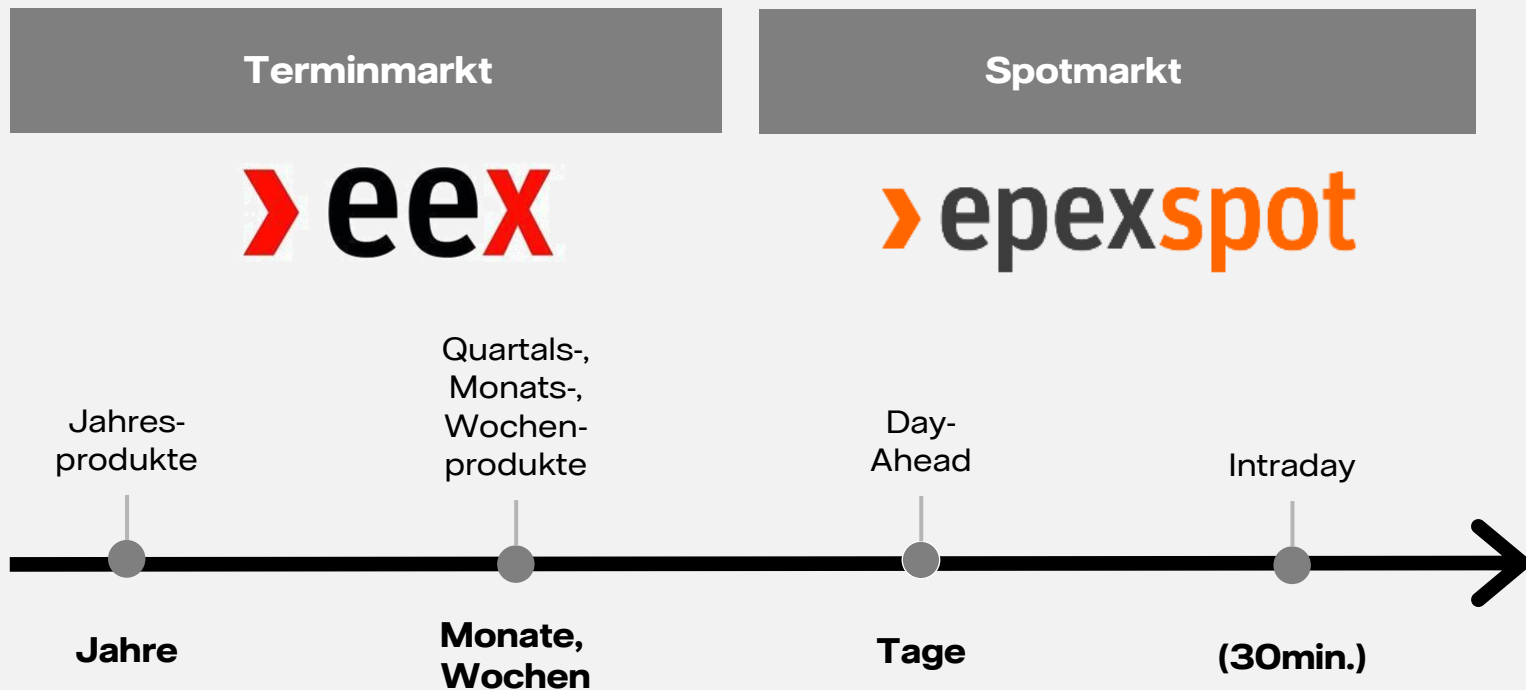 Terminmarkt
Spotmarkt
eex
epexspot
Jahres-
produkte
Quartals-,
Monats-,
Wochen-
produkte
Day-
Ahead
Intraday
Jahre
Monate,
Wochen
Tage
(30min.)